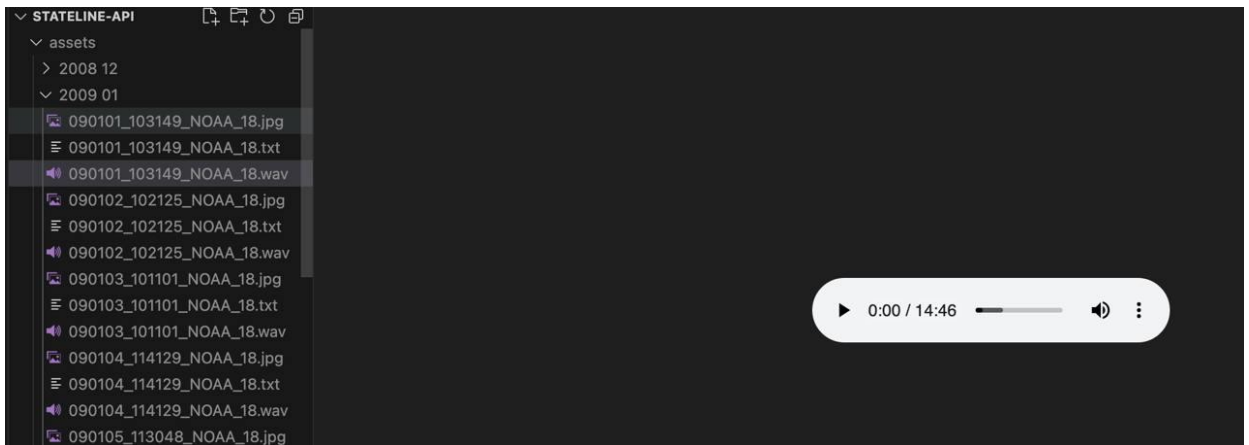 STATELINE-API
assets
2008 12
2009 01
090101_103149_NOAA_18.jpg
090101_103149_NOAA_18.txt
090101_103149_NOAA_18.wav
090102_102125_NOAA_18.jpg
090102_102125_NOAA_18.txt
090102_102125_NOAA_18.wav
090103_101101_NOAA_18.jpg
090103_101101_NOAA_18.txt
090103_101101_NOAA_18.wav
090104_114129_NOAA_18.jpg
090104_114129_NOAA_18.txt
090104_114129_NOAA_18.wav
090105_113048_NOAA_18.jpg
0:00 / 14:46